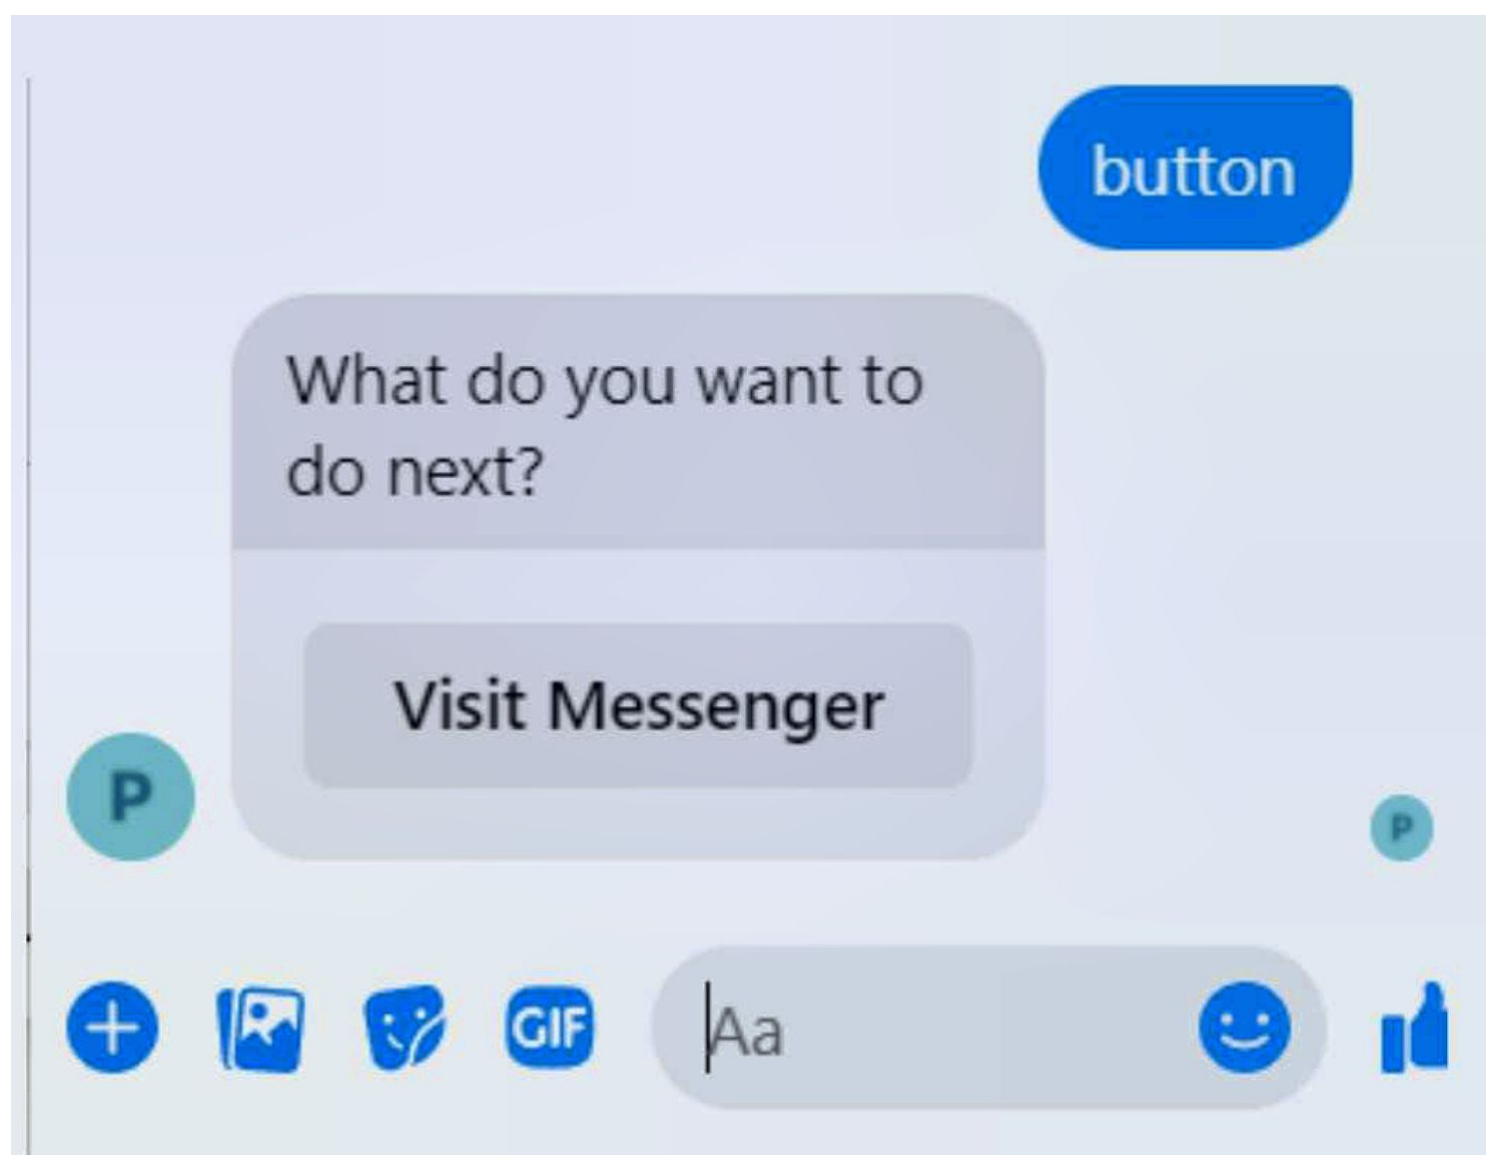 button
What do you want to
do next?
Visit Messenger
P
P
GIF
Aa